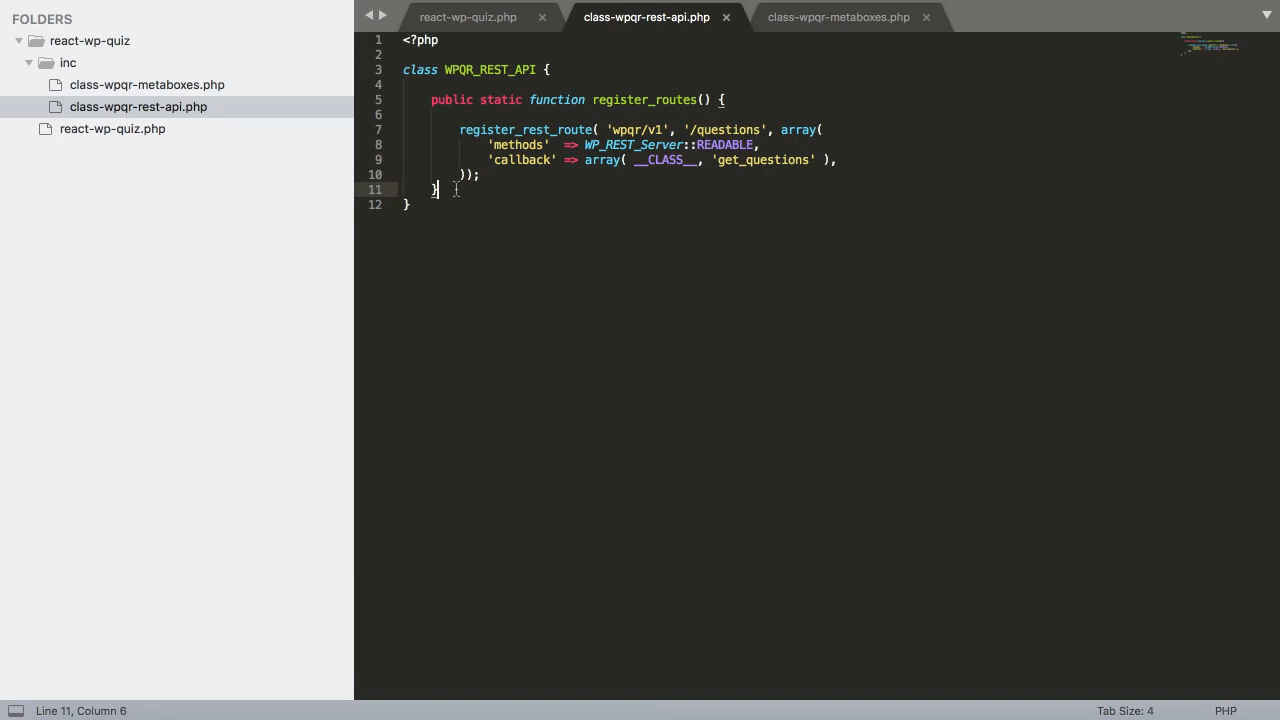 FOLDERS
react-wp-quiz
inc
class-wpqr-metaboxes.php
class-wpqr-rest-api.php
react-wp-quiz.php
react-wp-quiz.php × class-wpqr-rest-api.php × class-wpqr-metaboxes.php ×
1 <?php
2
3 class WPQR_REST_API {
4
5     public static function register_routes() {
6
7         register_rest_route( 'wpqr/v1', '/questions', array(
8             'methods'  => WP_REST_Server::READABLE,
9             'callback' => array( __CLASS__, 'get_questions' ),
10         ));
11     }
12 }
Line 11, Column 6
Tab Size: 4
PHP